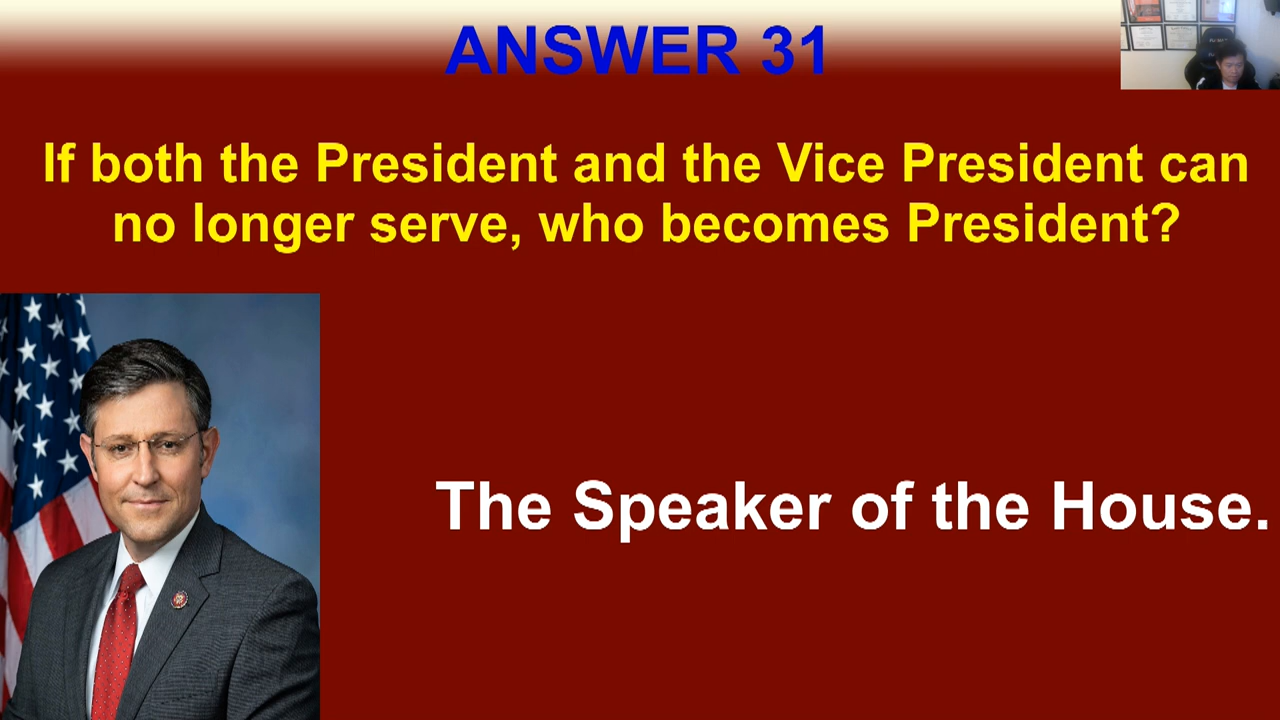 ANSWER 31
If both the President and the Vice President can
no longer serve, who becomes President?
The Speaker of the House.